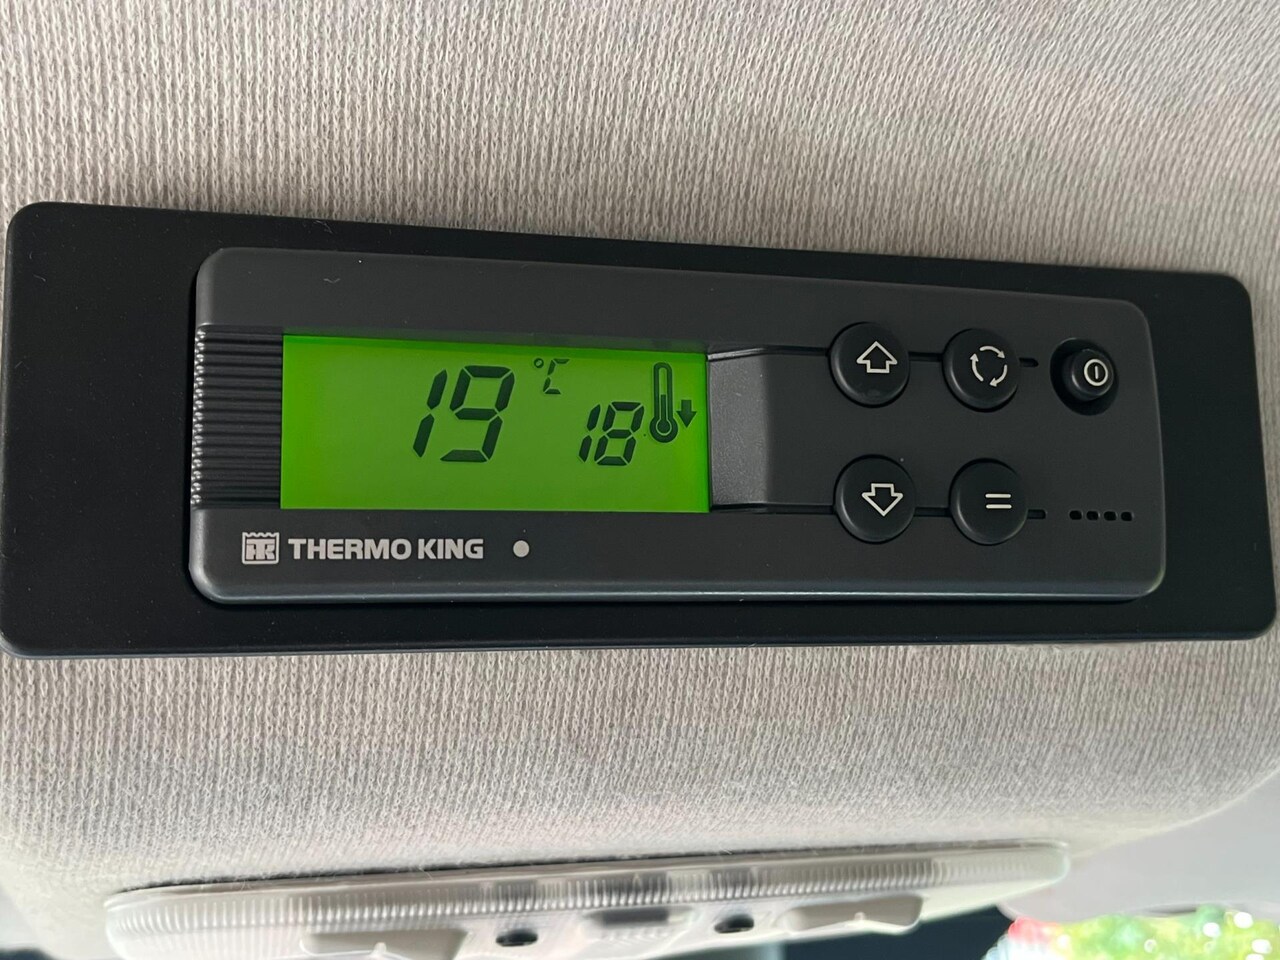 19 °C 18
THERMO KING